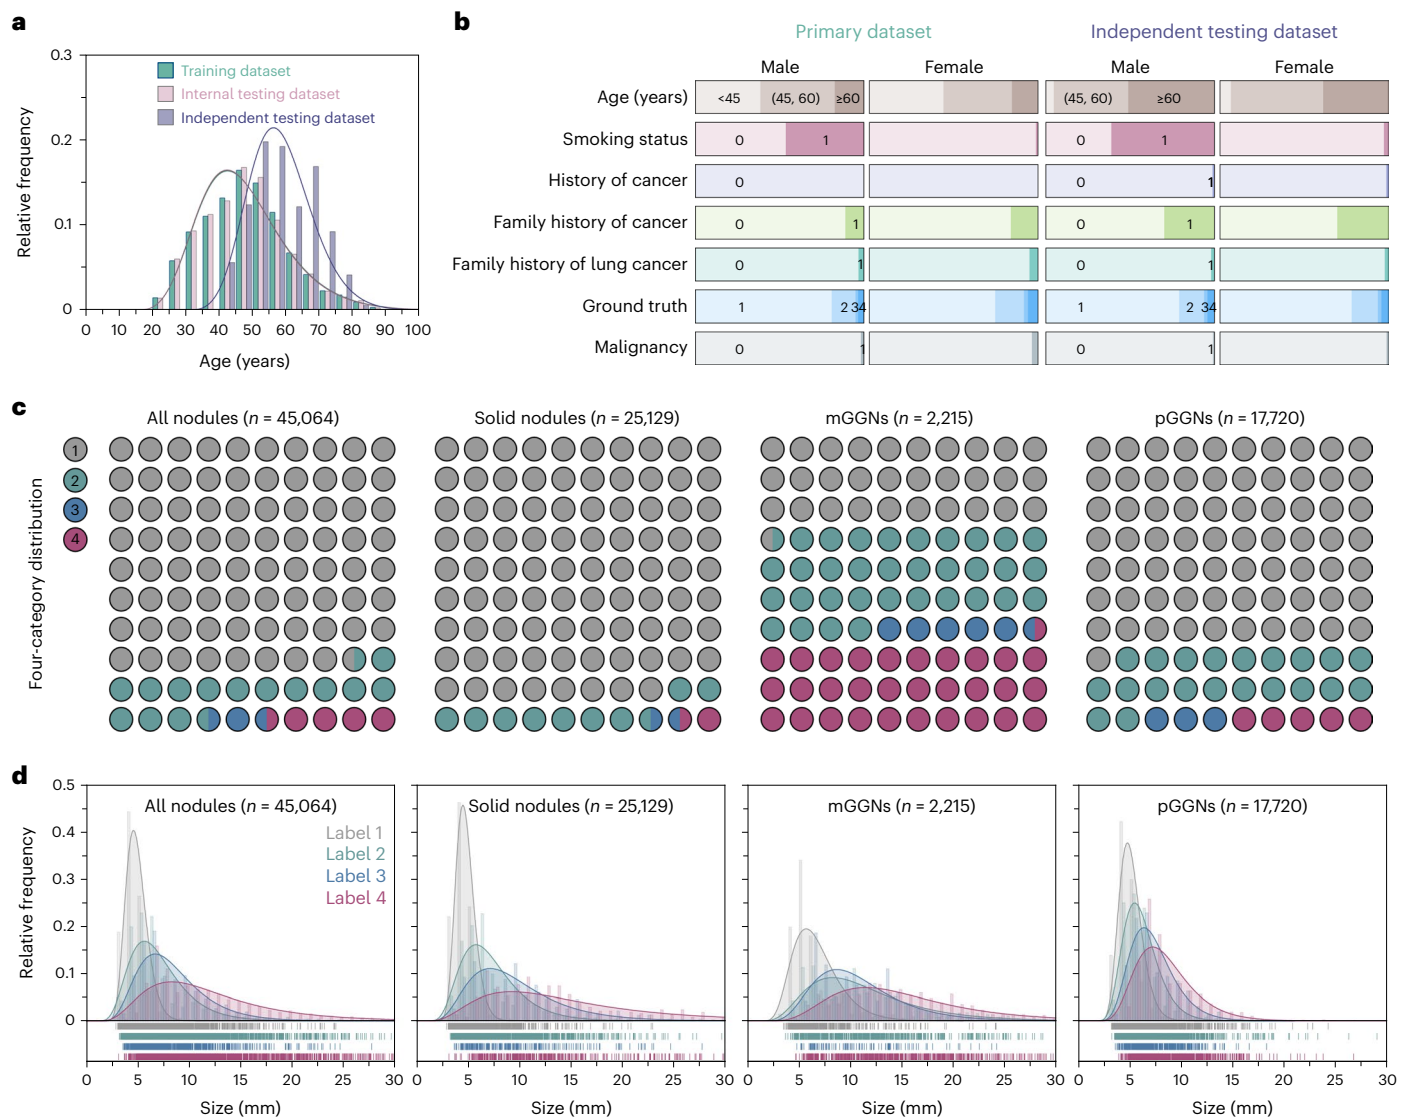 a
0.3
0.2
0.1
0
Relative frequency
Training dataset
Internal testing dataset
Independent testing dataset
0 10 20 30 40 50 60 70 80 90 100
Age (years)
b
Primary dataset Independent testing dataset
Male Female Male Female
Age (years) <45 (45, 60) ≥60 (45, 60) ≥60
Smoking status 0 1 0 1
History of cancer 0 0 1
Family history of cancer 0 1 0 1
Family history of lung cancer 0 1 0 1
Ground truth 1 2 3 4 1 2 3 4
Malignancy 0 1 0 1
c
All nodules (n = 45,064) Solid nodules (n = 25,129) mGGNs (n = 2,215) pGGNs (n = 17,720)
1
2
3
4
Four-category distribution
d
0.5
0.4
0.3
0.2
0.1
0
Relative frequency
All nodules (n = 45,064) Solid nodules (n = 25,129) mGGNs (n = 2,215) pGGNs (n = 17,720)
Label 1
Label 2
Label 3
Label 4
0 5 10 15 20 25 30 0 5 10 15 20 25 30 0 5 10 15 20 25 30 0 5 10 15 20 25 30
Size (mm) Size (mm) Size (mm) Size (mm)